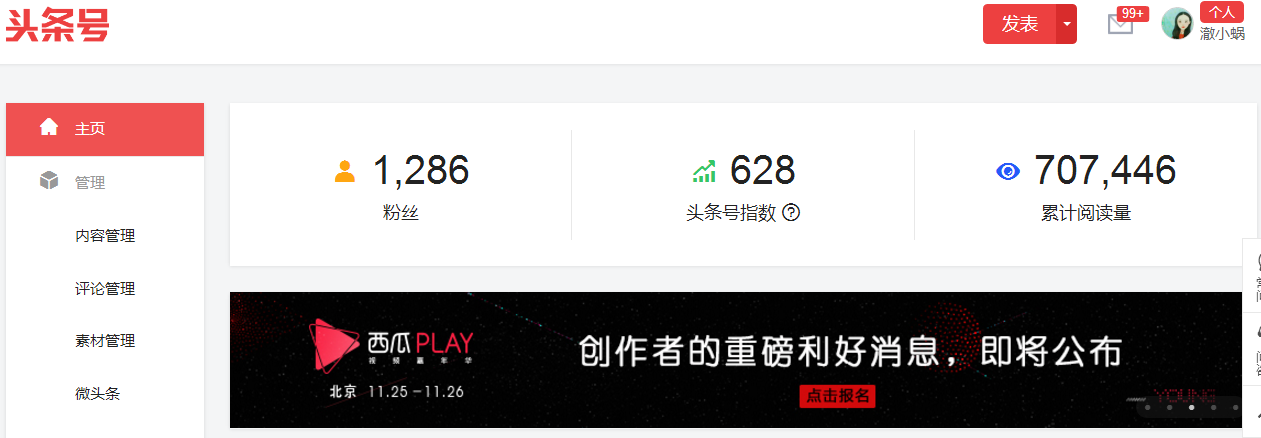 头条号
发表
99+
个人
澈小蜗
主页
管理
内容管理
评论管理
素材管理
微头条
1,286
粉丝
628
头条号指数
707,446
累计阅读量
西瓜PLAY
视频嘉年华
北京 11.25-11.26
创作者的重磅利好消息，即将公布
点击报名
YOUNG